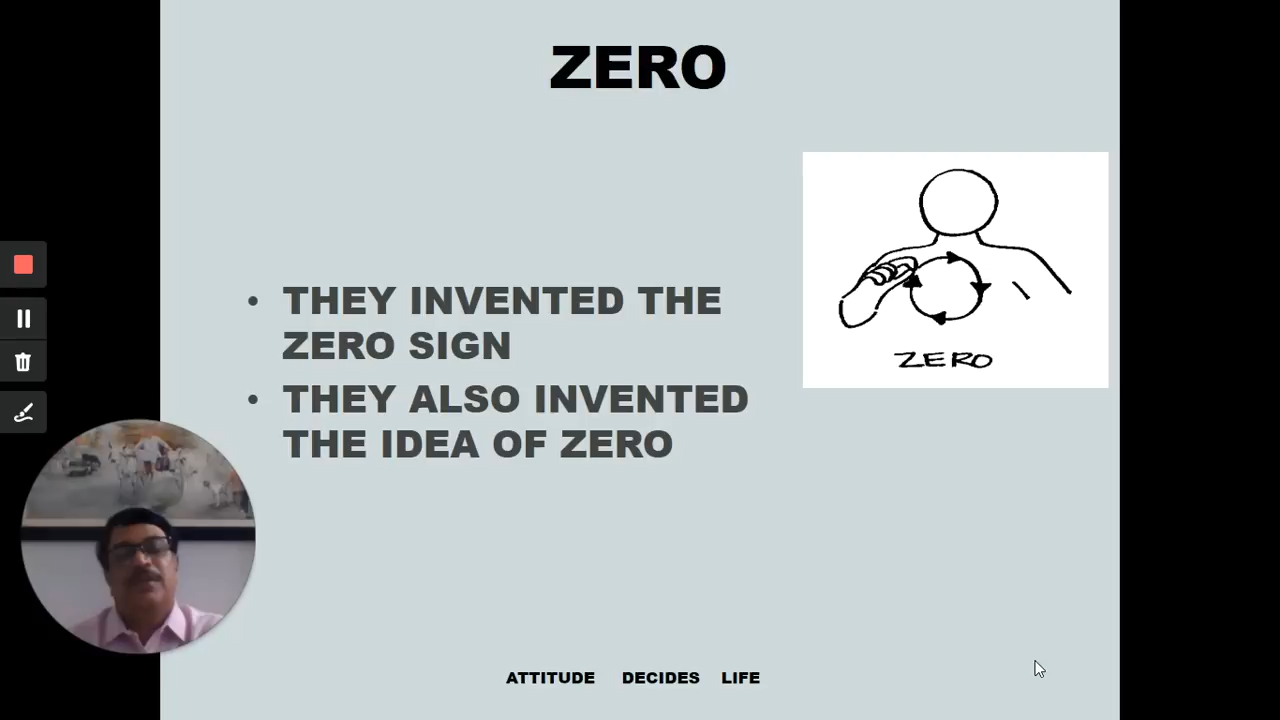 ZERO
• THEY INVENTED THE
ZERO SIGN
• THEY ALSO INVENTED
THE IDEA OF ZERO
ZERO
ATTITUDE DECIDES LIFE